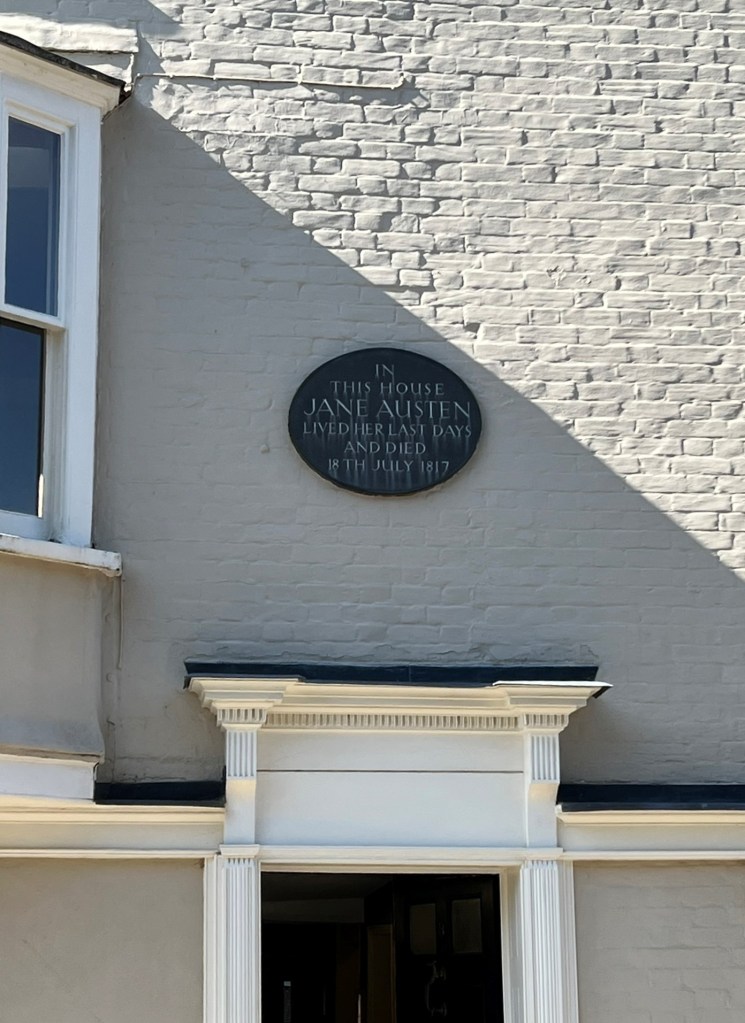 IN
THIS HOUSE
JANE AUSTEN
LIVED HER LAST DAYS
AND DIED
18TH JULY 1817